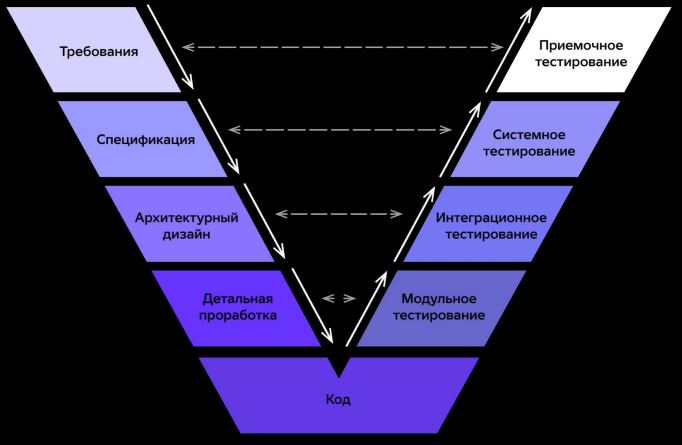 Требования
Приемочное
тестирование
Спецификация
Системное
тестирование
Архитектурный
дизайн
Интеграционное
тестирование
Детальная
проработка
Модульное
тестирование
Код